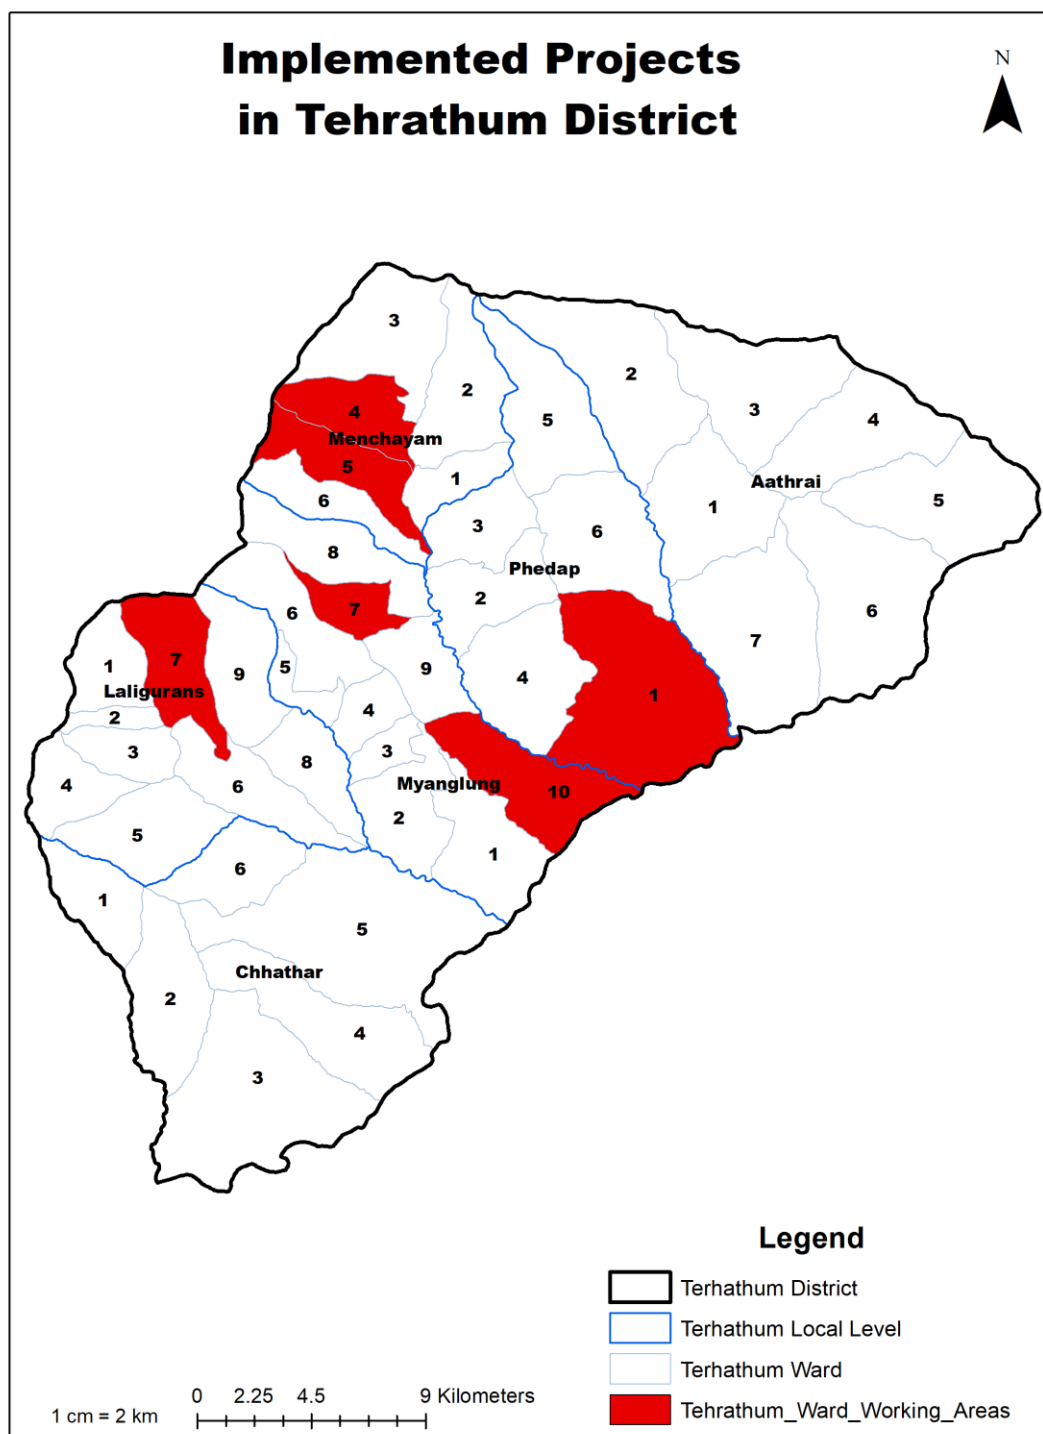 Implemented Projects
in Tehrathum District
N
3
2
2
5
3
4
4
Menchayam
5
1
6
Aathrai
1
5
3
6
8
Phedap
7
2
6
6
7
1
7
5
9
9
4
1
Laligurans
2
4
3
3
8
4
6
Myanglung
10
2
5
1
6
1
5
Chhathar
2
4
3
Legend
Terhathum District
Terhathum Local Level
Terhathum Ward
Tehrathum_Ward_Working_Areas
0 2.25 4.5 9 Kilometers
1 cm = 2 km